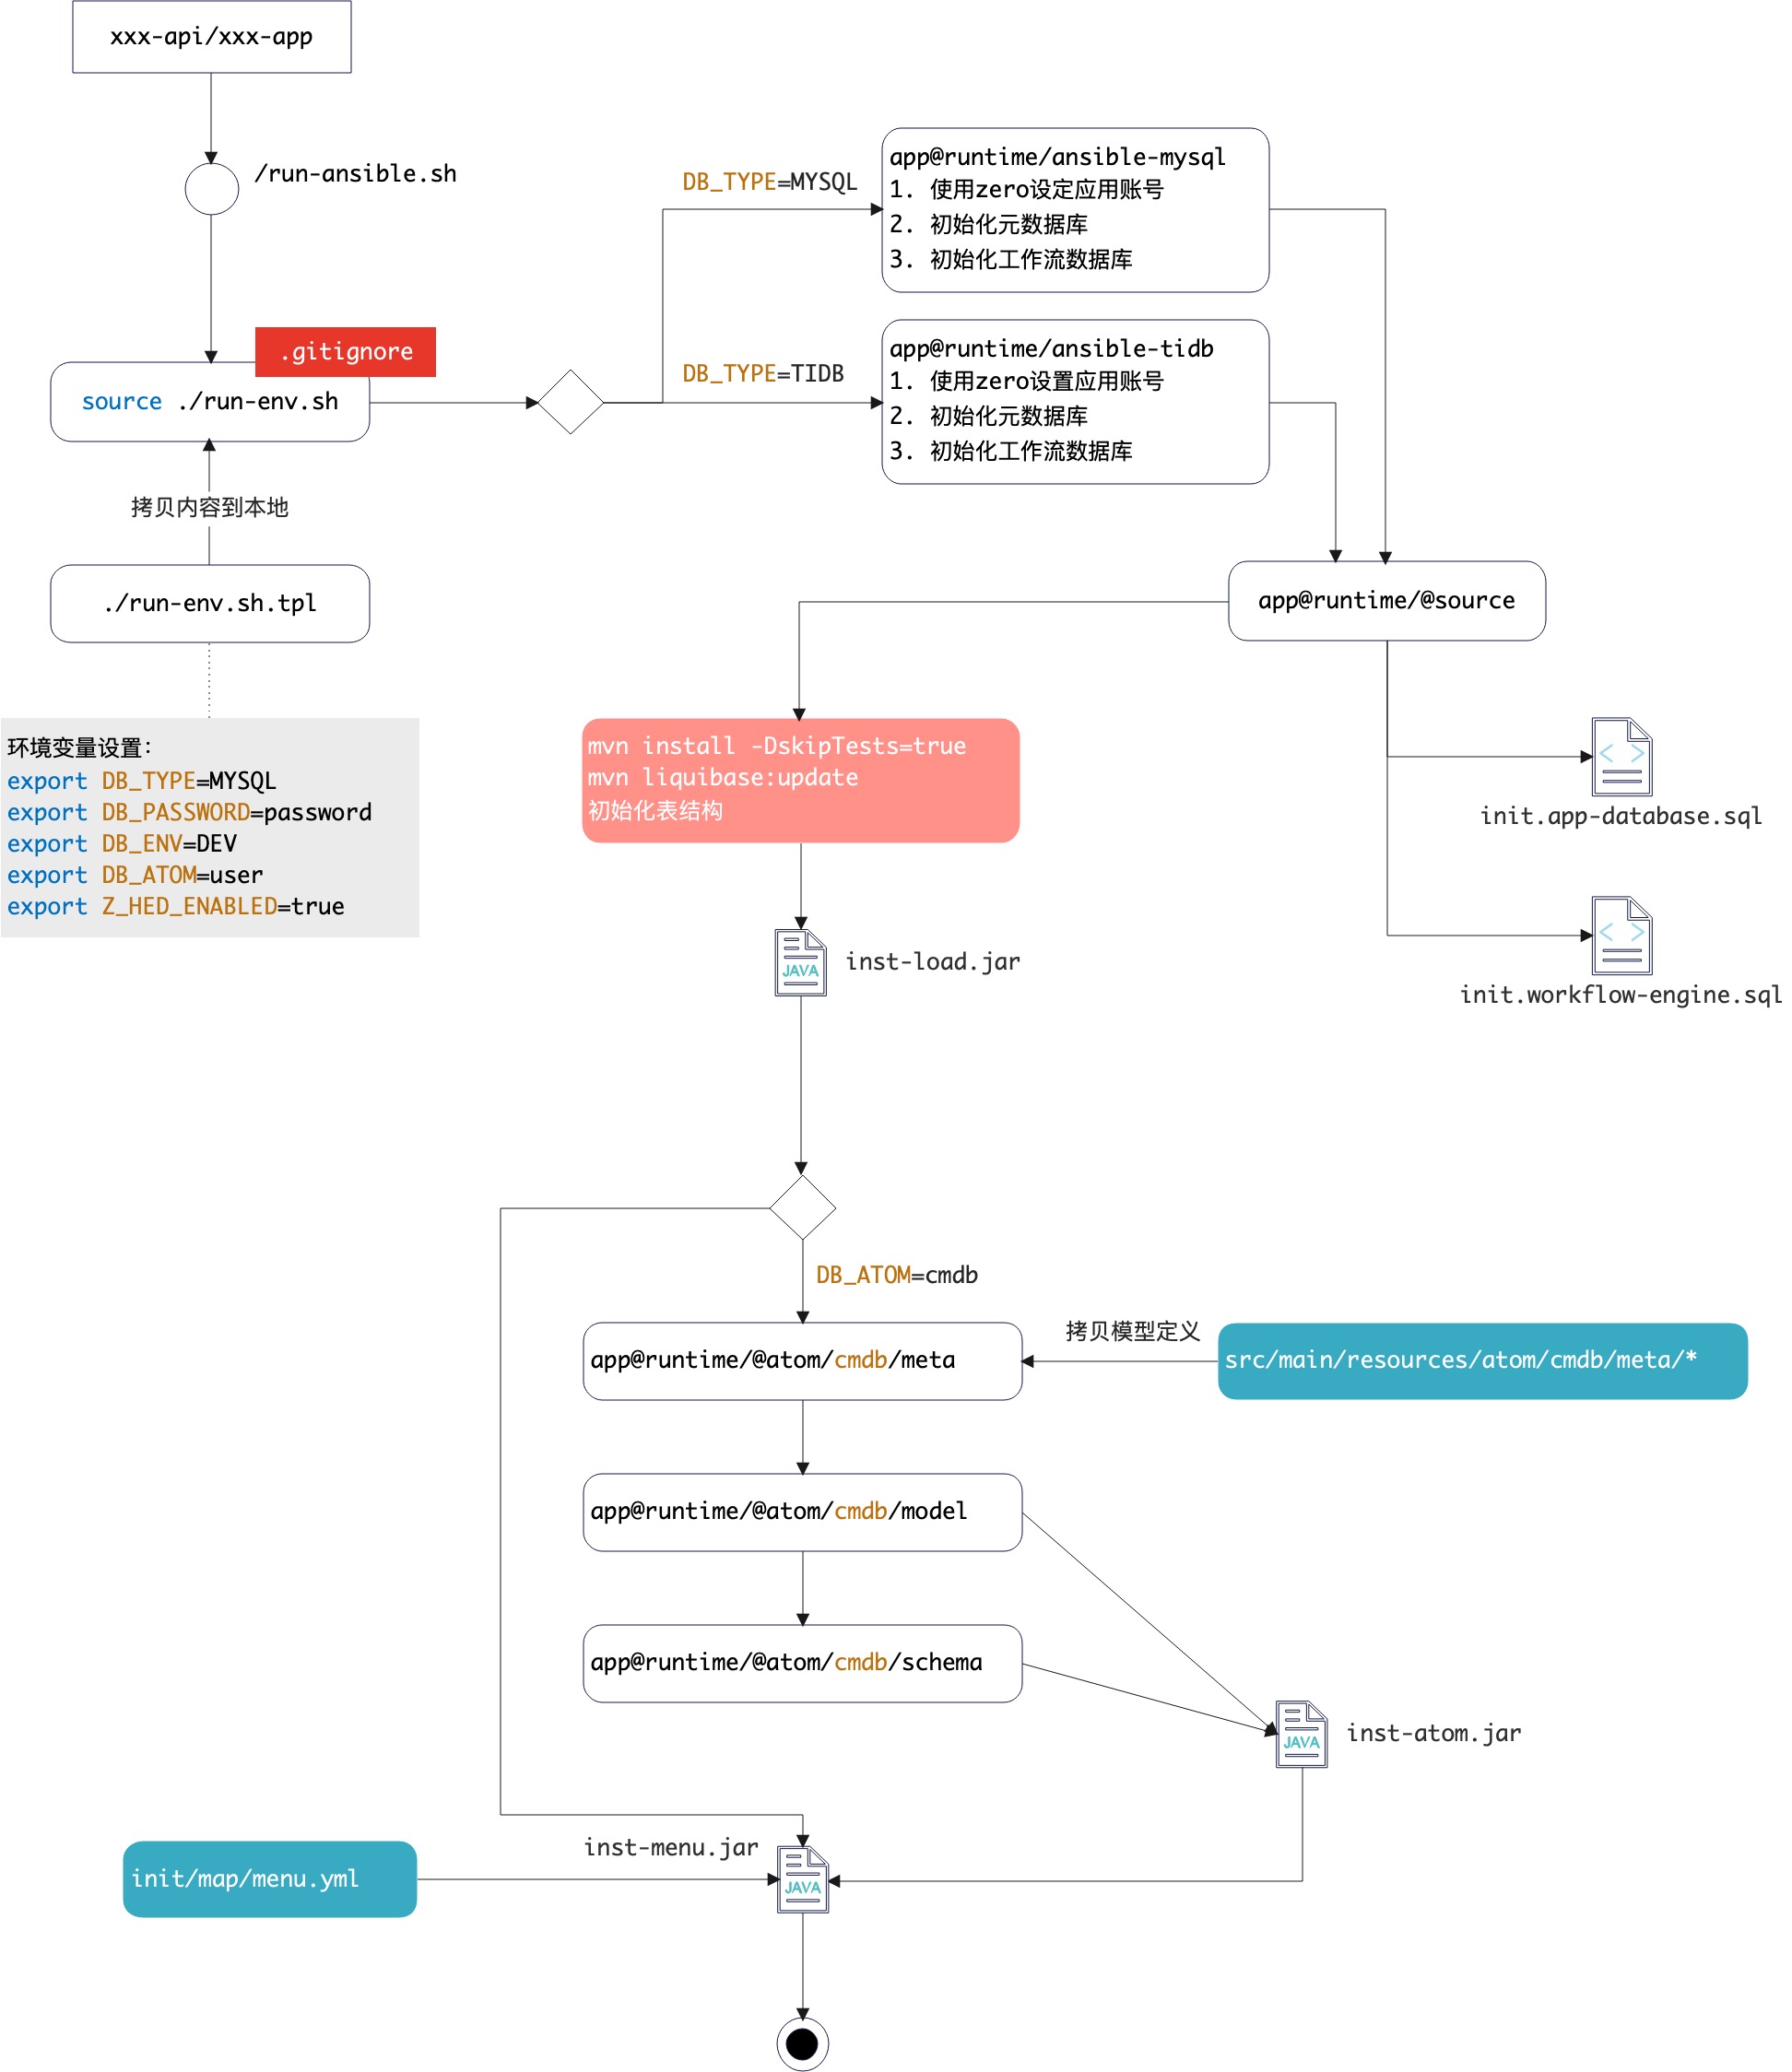 xxx-api/xxx-app
/run-ansible.sh
.gitignore
source ./run-env.sh
拷贝内容到本地
./run-env.sh.tpl
环境变量设置:
export DB_TYPE=MYSQL
export DB_PASSWORD=password
export DB_ENV=DEV
export DB_ATOM=user
export Z_HED_ENABLED=true
DB_TYPE=MYSQL
app@runtime/ansible-mysql
1. 使用zero设定应用账号
2. 初始化元数据库
3. 初始化工作流数据库
DB_TYPE=TIDB
app@runtime/ansible-tidb
1. 使用zero设置应用账号
2. 初始化元数据库
3. 初始化工作流数据库
app@runtime/@source
init.app-database.sql
init.workflow-engine.sql
mvn install -DskipTests=true
mvn liquibase:update
初始化表结构
JAVA
inst-load.jar
DB_ATOM=cmdb
app@runtime/@atom/cmdb/meta
拷贝模型定义
src/main/resources/atom/cmdb/meta/*
app@runtime/@atom/cmdb/model
app@runtime/@atom/cmdb/schema
JAVA
inst-atom.jar
inst-menu.jar
init/map/menu.yml
JAVA